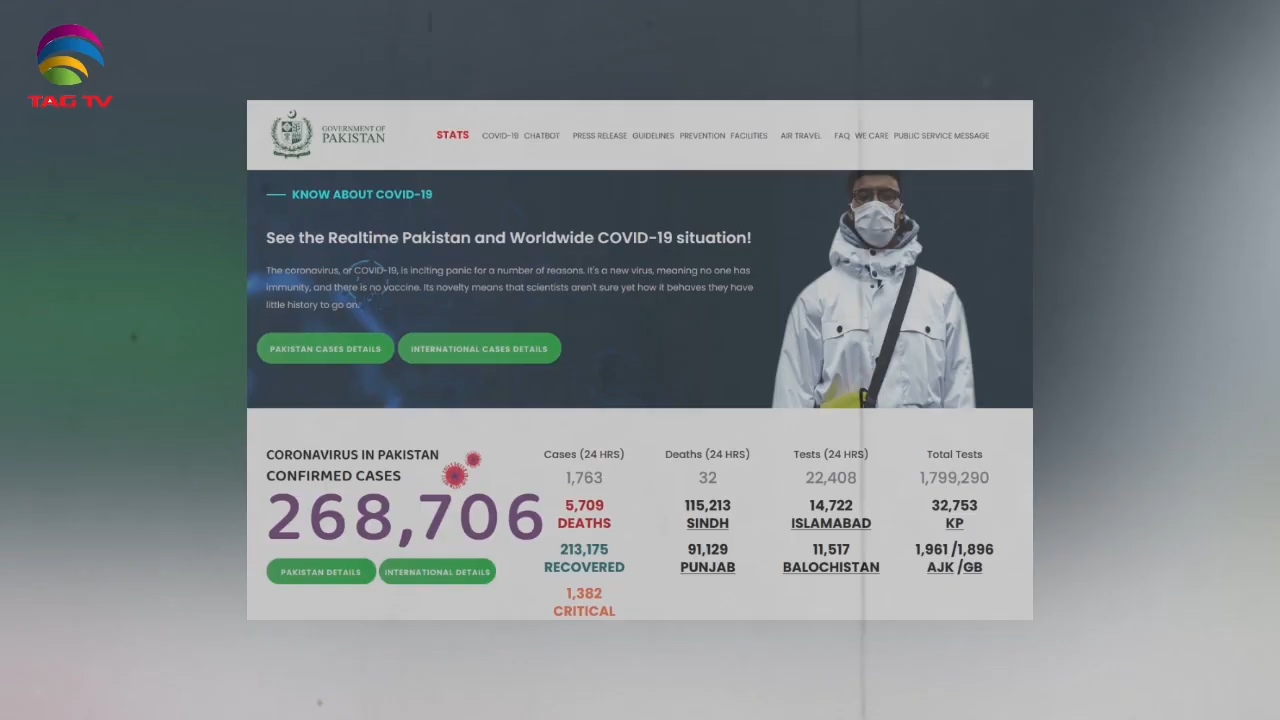 TAG TV
GOVERNMENT OF
PAKISTAN
STATS COVID-19 CHATBOT PRESS RELEASE GUIDELINES PREVENTION FACILITIES AIR TRAVEL FAQ WE CARE PUBLIC SERVICE MESSAGE
KNOW ABOUT COVID-19
See the Realtime Pakistan and Worldwide COVID-19 situation!
The coronavirus, or COVID-19, is inciting panic for a number of reasons. It's a new virus, meaning no one has
immunity, and there is no vaccine. Its novelty means that scientists aren't sure yet how it behaves they have
little history to go on.
PAKISTAN CASES DETAILS INTERNATIONAL CASES DETAILS
CORONAVIRUS IN PAKISTAN
CONFIRMED CASES
268,706
PAKISTAN DETAILS INTERNATIONAL DETAILS
Cases (24 HRS) Deaths (24 HRS) Tests (24 HRS) Total Tests
1,763 32 22,408 1,799,290
5,709 115,213 14,722 32,753
DEATHS SINDH ISLAMABAD KP
213,175 91,129 11,517 1,961 /1,896
RECOVERED PUNJAB BALOCHISTAN AJK /GB
1,382
CRITICAL